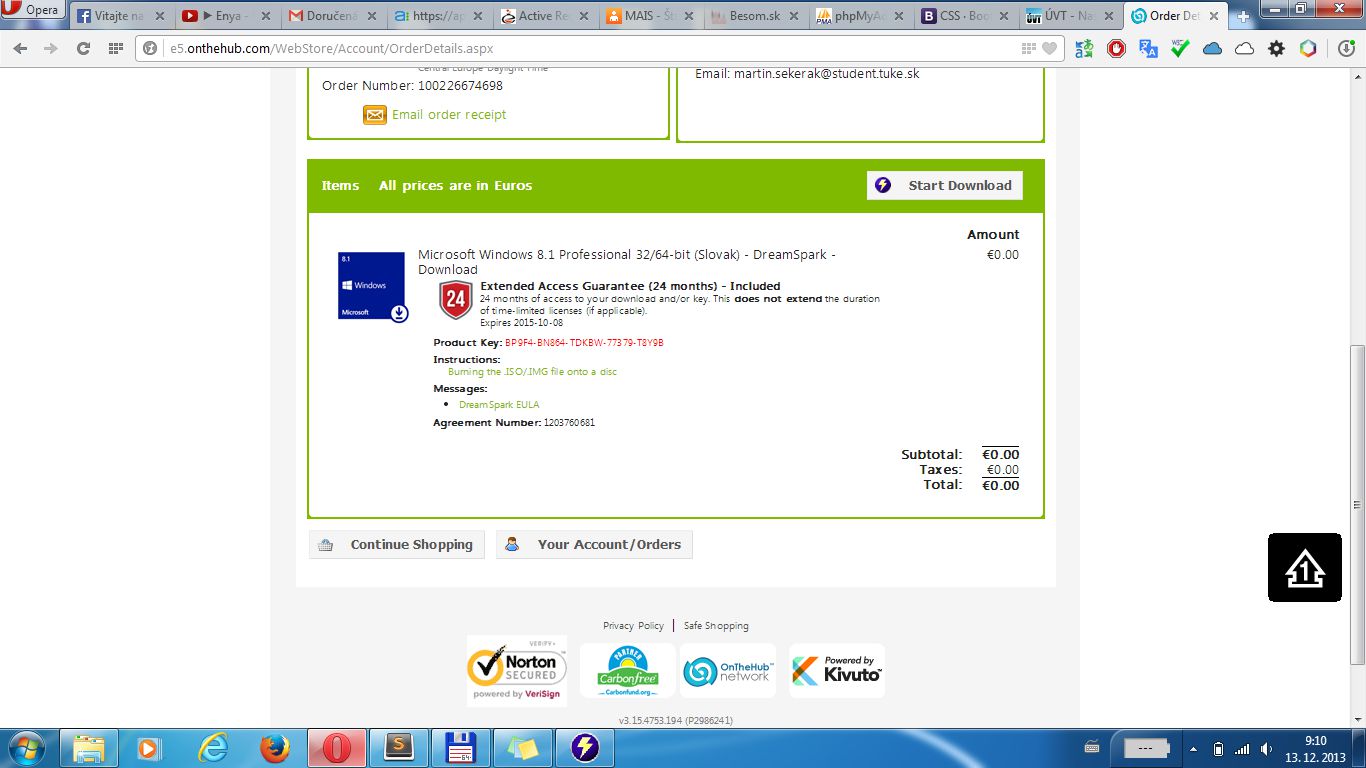 Opera
Vitajte na
Enya -
Doručená
https://ap
Active Re
MAIS - Št
Besom.sk
phpMyAd
CSS · Boo
ÚVT - Na
Order Det
e5.onthehub.com/WebStore/Account/OrderDetails.aspx
Central Europe Daylight Time
Order Number: 100226674698
Email order receipt
Email: martin.sekerak@student.tuke.sk
Items All prices are in Euros
Start Download
Amount
Microsoft Windows 8.1 Professional 32/64-bit (Slovak) - DreamSpark - €0.00
Download
8.1
Windows
Microsoft
24
Extended Access Guarantee (24 months) - Included
24 months of access to your download and/or key. This does not extend the duration
of time-limited licenses (if applicable).
Expires 2015-10-08
Product Key: BP9F4-BN864-TDKBW-77379-T8Y9B
Instructions:
Burning the .ISO/.IMG file onto a disc
Messages:
DreamSpark EULA
Agreement Number: 1203760681
Subtotal: €0.00
Taxes: €0.00
Total: €0.00
Continue Shopping
Your Account/Orders
1
Privacy Policy | Safe Shopping
VERIFY
Norton
SECURED
powered by VeriSign
PARTNER
Carbonfree
Carbonfund.org
OnTheHub™
network
Powered by
Kivuto™
v3.15.4753.194 (P2986241)
S
64
---
9:10
13. 12. 2013